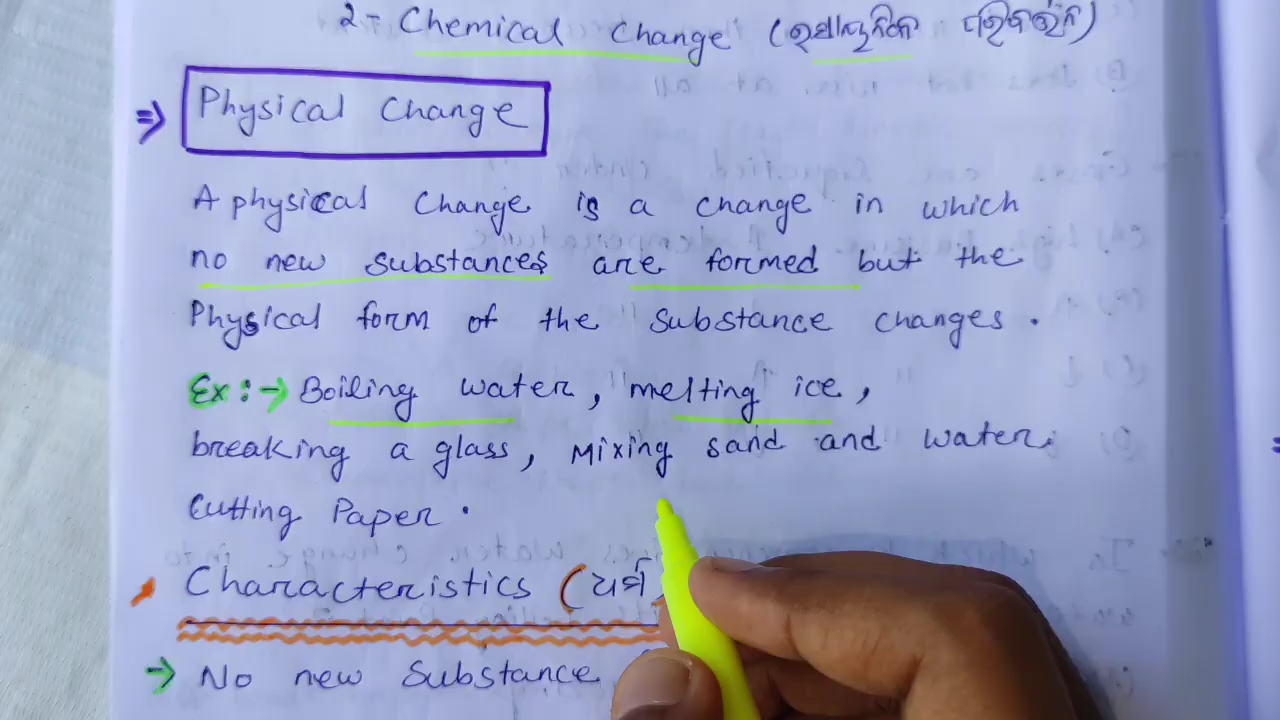 2- Chemical Change (ରାସାୟନିକ ପରିବର୍ତ୍ତନ)
⇒ Physical Change
A physical change is a change in which
no new substances are formed but the
Physical form of the substance changes.
Ex:→ Boiling water, melting ice,
breaking a glass, Mixing sand and water,
Cutting Paper.
Characteristics (ଧର୍ମ)
→ No new Substance